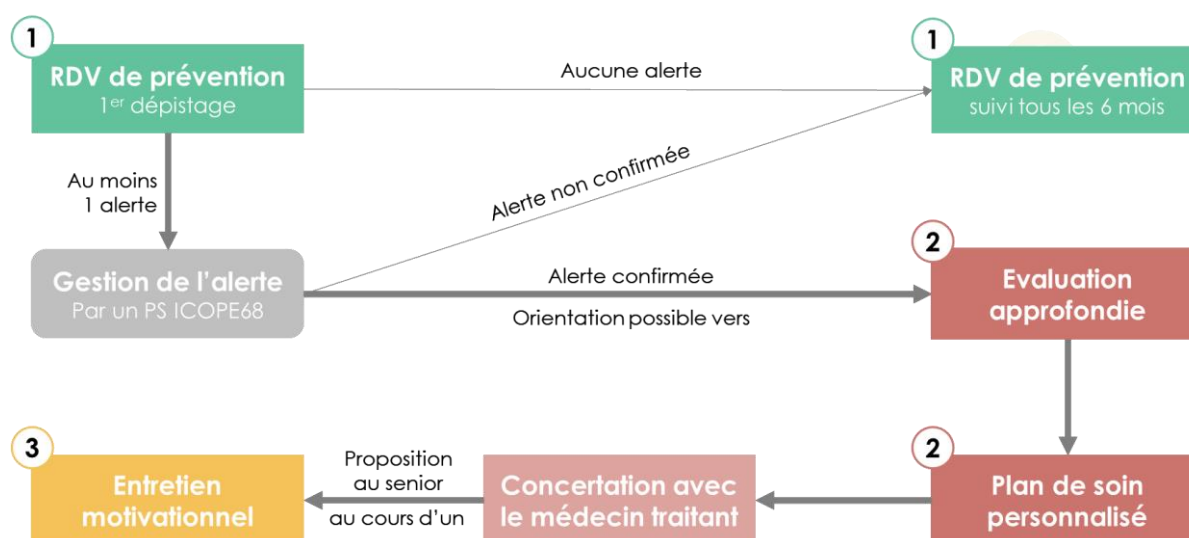 1
RDV de prévention
1er dépistage
Aucune alerte
1
RDV de prévention
suivi tous les 6 mois
Au moins
1 alerte
Alerte non confirmée
Gestion de l’alerte
Par un PS ICOPE68
Alerte confirmée
Orientation possible vers
2
Evaluation
approfondie
3
Entretien
motivationnel
Proposition
au senior
au cours d’un
Concertation avec
le médecin traitant
2
Plan de soin
personnalisé